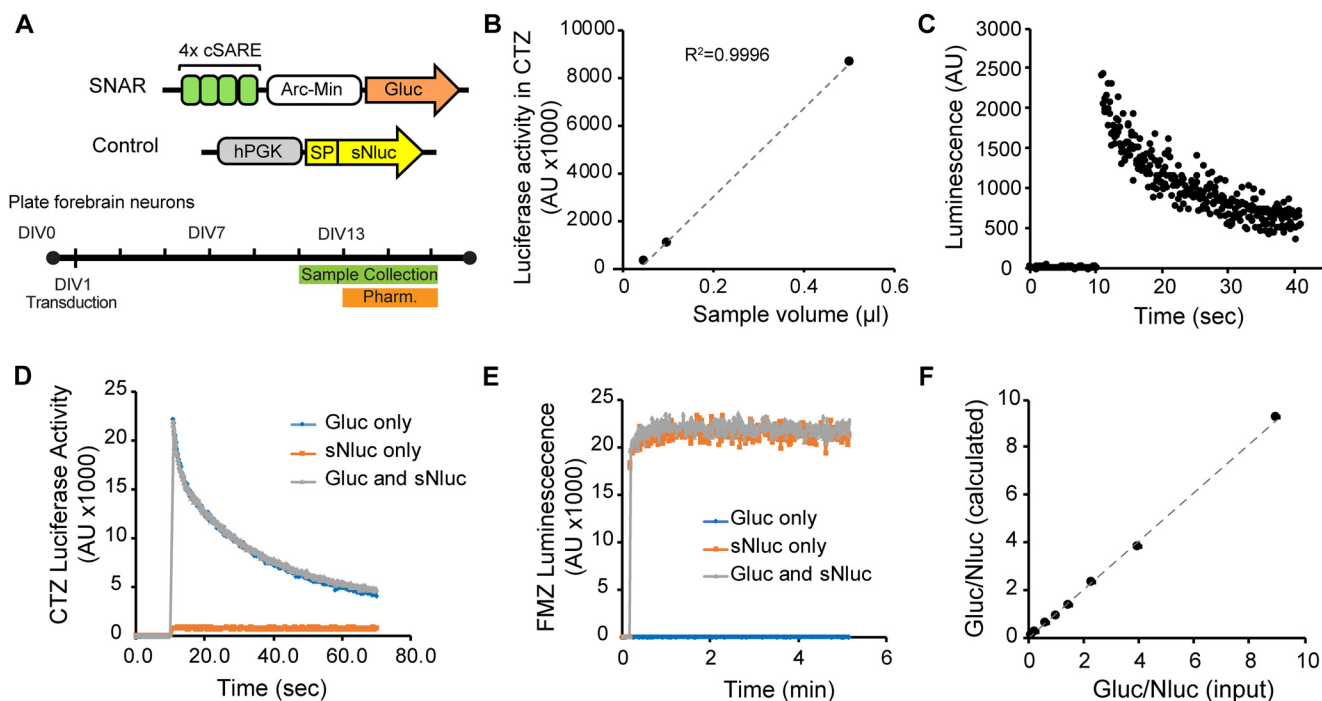 A
4x cSARE
SNAR
Arc-Min
Gluc
Control
hPGK
SP
sNluc
Plate forebrain neurons
DIV0
DIV7
DIV13
DIV1
Transduction
Sample Collection
Pharm.
B
R²=0.9996
Luciferase activity in CTZ
(AU x1000)
10000
8000
6000
4000
2000
0
0
0.2
0.4
0.6
Sample volume (µl)
C
Luminescence (AU)
3000
2500
2000
1500
1000
500
0
0
10
20
30
40
Time (sec)
D
CTZ Luciferase Activity
(AU x1000)
25
20
15
10
5
0
0.0
20.0
40.0
60.0
80.0
Time (sec)
Gluc only
sNluc only
Gluc and sNluc
E
FMZ Luminescecence
(AU x1000)
25
20
15
10
5
0
0
2
4
6
Time (min)
Gluc only
sNluc only
Gluc and sNluc
F
Gluc/Nluc (calculated)
10
8
6
4
2
0
0
2
4
6
8
10
Gluc/Nluc (input)